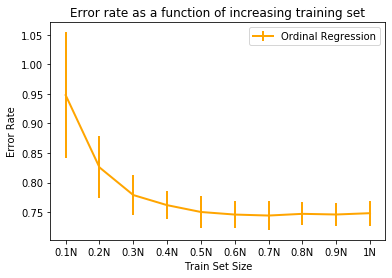 Error rate as a function of increasing training set
Ordinal Regression
1.05
1.00
0.95
0.90
0.85
0.80
0.75
Error Rate
0.1N 0.2N 0.3N 0.4N 0.5N 0.6N 0.7N 0.8N 0.9N 1N
Train Set Size